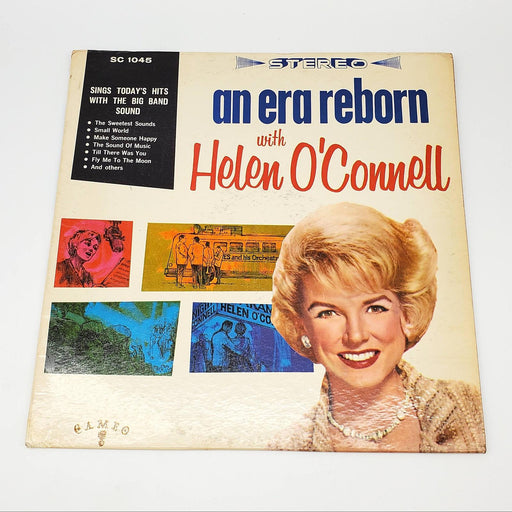 SC 1045
STEREO
SINGS TODAY'S HITS
WITH THE BIG BAND
SOUND
• The Sweetest Sounds
• Small World
• Make Someone Happy
• The Sound Of Music
• Till There Was You
• Fly Me To The Moon
• And others
an era reborn
with
Helen O'Connell
ES and his Orchestra
HELEN O'CO
CAMEO